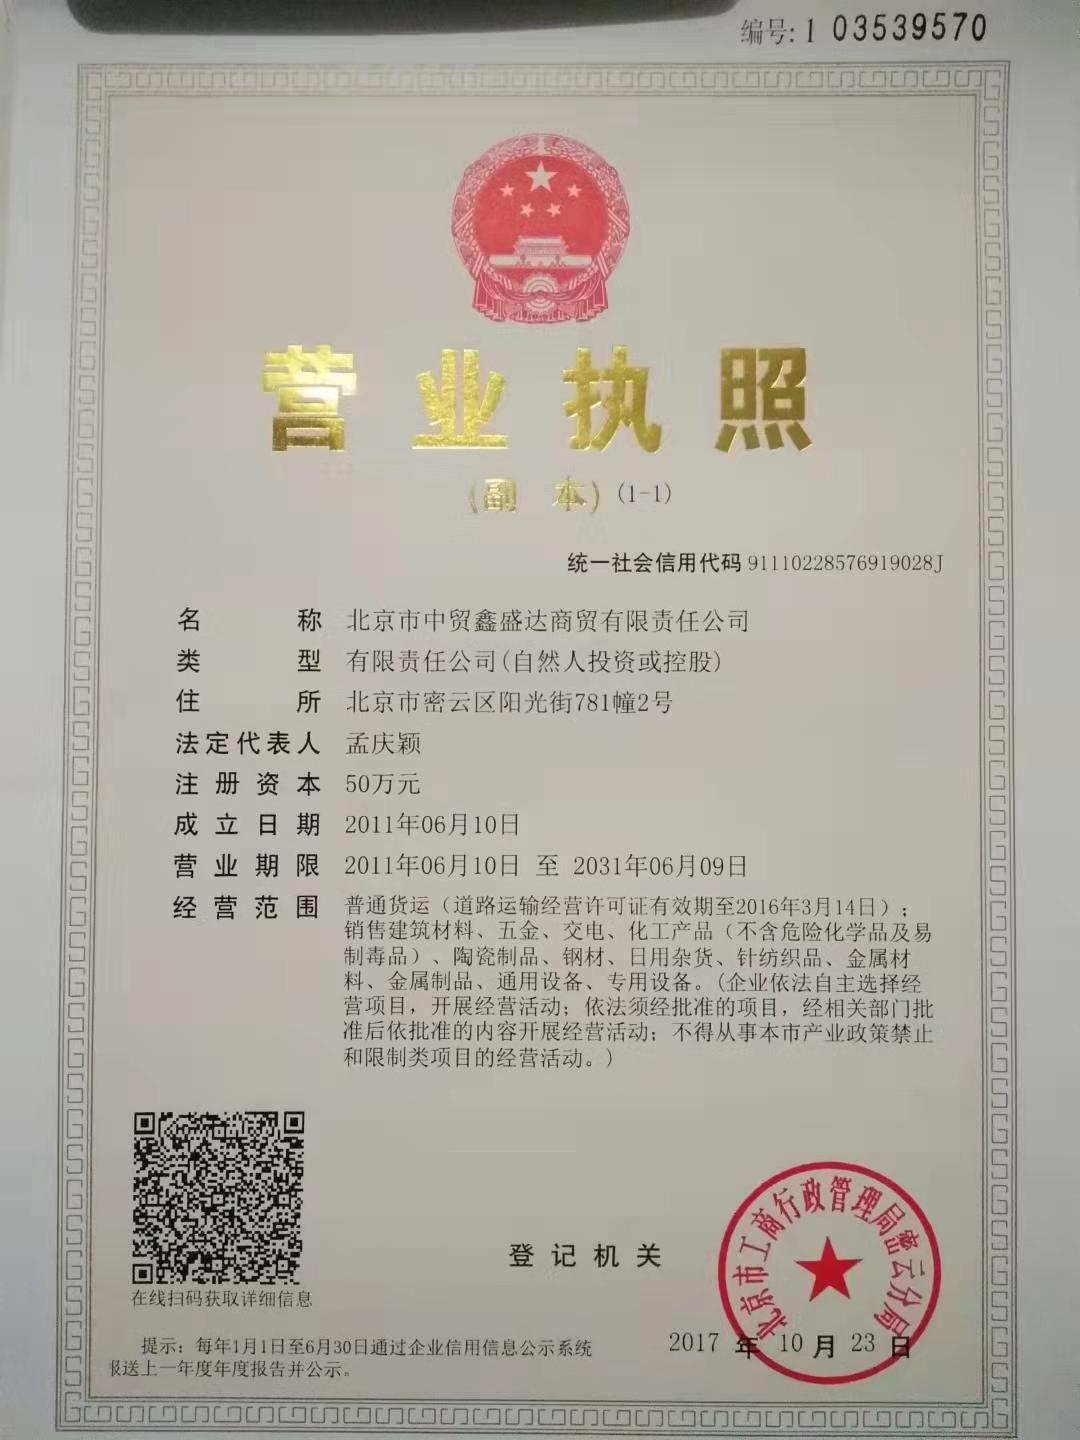 编号: 1 03539570
营业执照
(副 本) (1-1)
统一社会信用代码 91110228576919028J
名 称 北京市中贸鑫盛达商贸有限责任公司
类 型 有限责任公司(自然人投资或控股)
住 所 北京市密云区阳光街781幢2号
法定代表人 孟庆颖
注册资本 50万元
成立日期 2011年06月10日
营业期限 2011年06月10日 至 2031年06月09日
经营范围 普通货运（道路运输经营许可证有效期至2016年3月14日）；
销售建筑材料、五金、交电、化工产品（不含危险化学品及易
制毒品）、陶瓷制品、钢材、日用杂货、针纺织品、金属材
料、金属制品、通用设备、专用设备。(企业依法自主选择经
营项目，开展经营活动；依法须经批准的项目，经相关部门批
准后依批准的内容开展经营活动；不得从事本市产业政策禁止
和限制类项目的经营活动。)
在线扫码获取详细信息
登记机关
北京市工商行政管理局密云分局
2017 年 10 月 23 日
提示：每年1月1日至6月30日通过企业信用信息公示系统
报送上一年度年度报告并公示。